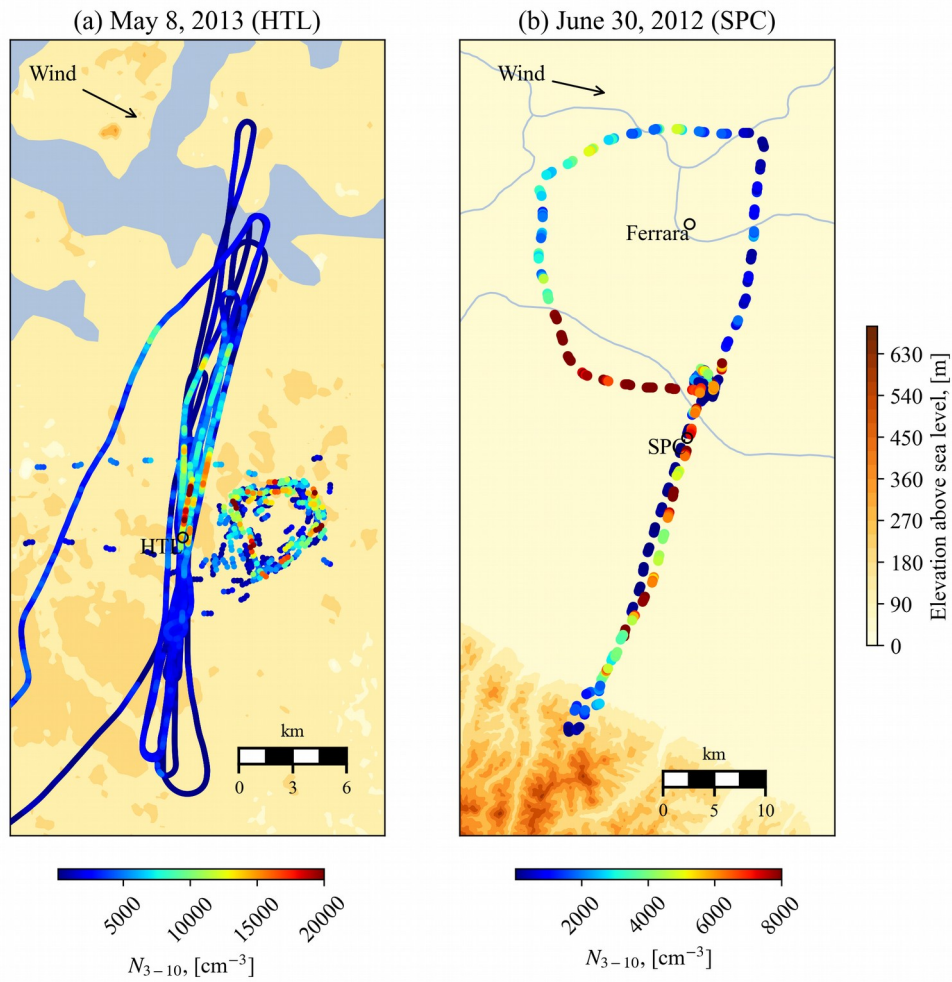 (a) May 8, 2013 (HTL)
Wind
HTL
km
0 3 6
5000 10000 15000 20000
N₃₋₁₀, [cm⁻³]
(b) June 30, 2012 (SPC)
Wind
Ferrara
SPC
km
0 5 10
2000 4000 6000 8000
N₃₋₁₀, [cm⁻³]
630
540
450
360
270
180
90
0
Elevation above sea level, [m]